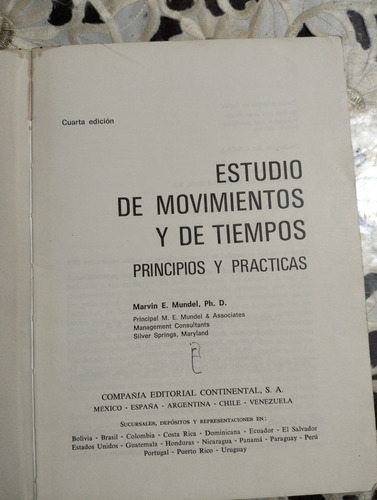 Cuarta edición
ESTUDIO
DE MOVIMIENTOS
Y DE TIEMPOS
PRINCIPIOS Y PRACTICAS
Marvin E. Mundel, Ph. D.
Principal M. E. Mundel & Associates
Management Consultants
Silver Springs, Maryland
COMPAÑIA EDITORIAL CONTINENTAL, S. A.
MEXICO - ESPAÑA - ARGENTINA - CHILE - VENEZUELA
SUCURSALES, DEPÓSITOS Y REPRESENTACIONES EN:
Bolivia - Brasil - Colombia - Costa Rica - Dominicana - Ecuador - El Salvador
Estados Unidos - Guatemala - Honduras - Nicaragua - Panamá - Paraguay - Perú
Portugal - Puerto Rico - Uruguay